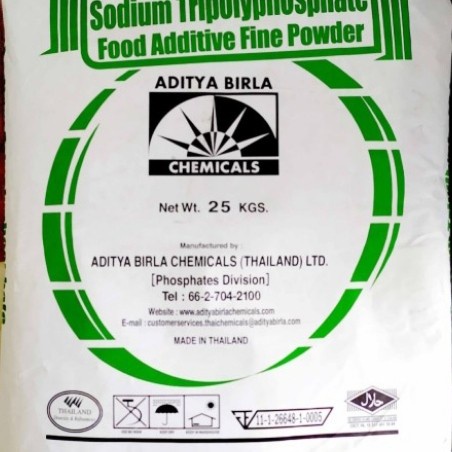 Sodium Tripolyphosphate
Food Additive Fine Powder
ADITYA BIRLA
CHEMICALS
Net Wt. 25 KGS.
Manufactured by :
ADITYA BIRLA CHEMICALS (THAILAND) LTD.
[Phosphates Division]
Tel : 66-2-704-2100
Website : www.adityabirlachemicals.com
E-mail : customerservices.thaichemicals@adityabirla.com
MADE IN THAILAND
THAILAND
11-1-26648-1-0005